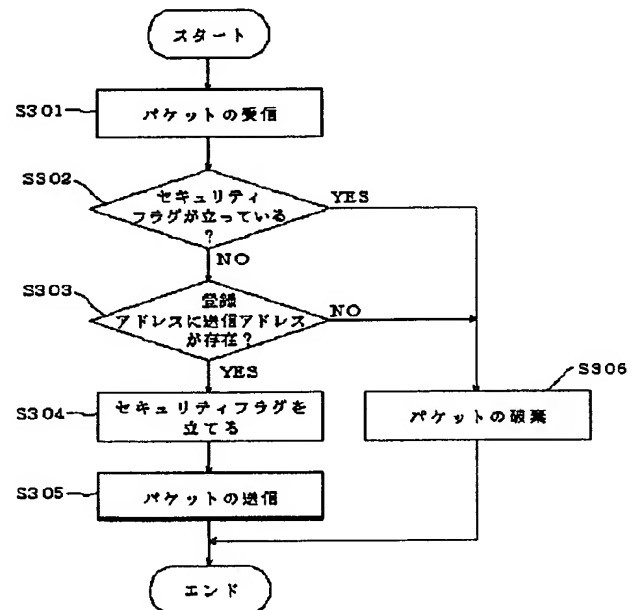 スタート
S301
パケットの受信
S302
セキュリティ
フラグが立っている
?
YES
NO
S303
登録
アドレスに送信アドレス
が存在?
NO
YES
S304
セキュリティフラグを
立てる
S306
パケットの破棄
S305
パケットの送信
エンド